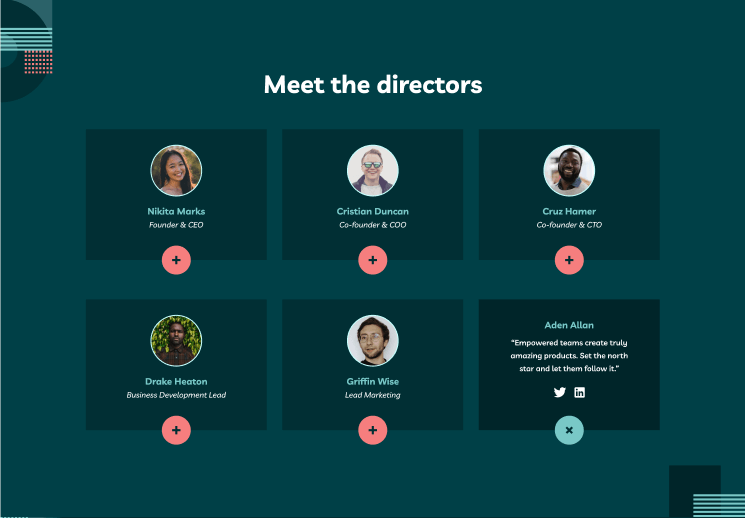 Meet the directors
Nikita Marks
Founder & CEO
Cristian Duncan
Co-founder & COO
Cruz Hamer
Co-founder & CTO
Drake Heaton
Business Development Lead
Griffin Wise
Lead Marketing
Aden Allan
“Empowered teams create truly
amazing products. Set the north
star and let them follow it.”